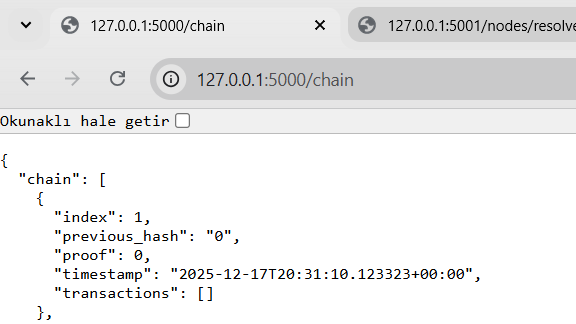 127.0.0.1:5000/chain
127.0.0.1:5001/nodes/resolve
127.0.0.1:5000/chain
Okunaklı hale getir
{
  "chain": [
    {
      "index": 1,
      "previous_hash": "0",
      "proof": 0,
      "timestamp": "2025-12-17T20:31:10.123323+00:00",
      "transactions": []
    },